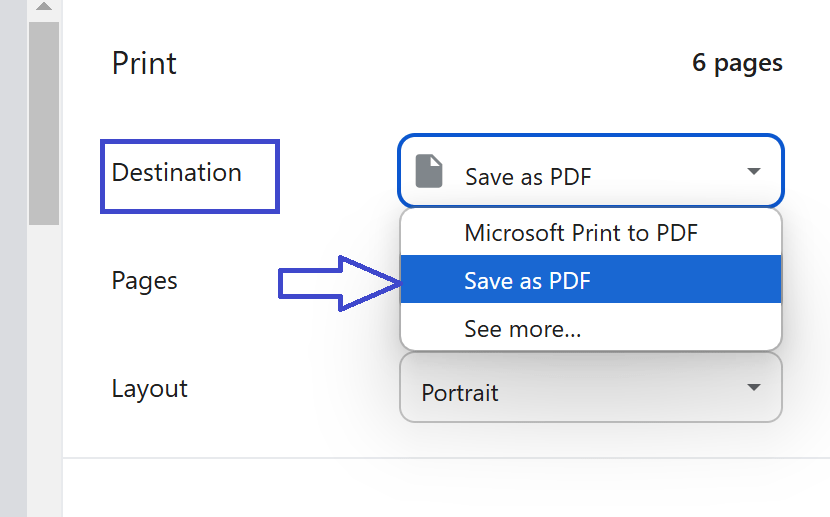 Print
6 pages
Destination
Save as PDF
Microsoft Print to PDF
Pages
Save as PDF
See more...
Layout
Portrait